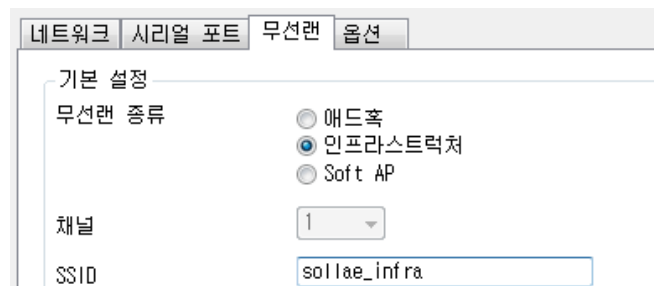 네트워크 시리얼 포트 무선랜 옵션
기본 설정
무선랜 종류
애드혹
인프라스트럭처
Soft AP
채널 1
SSID sollae_infra